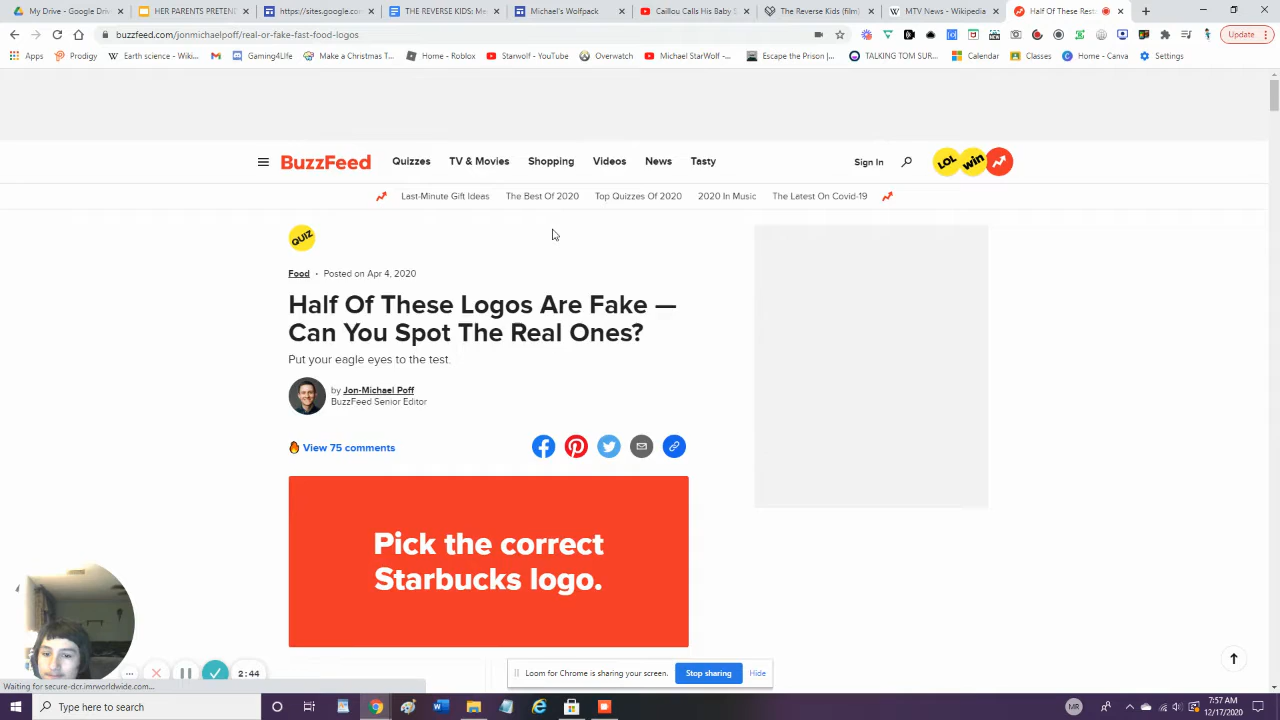 My Drive - Google Drive
HER PARENTS PRETEND
https://sites.google.com
THE REVERSE KIDS: Me
Michael's Wolfpack
Caillou Calls His Baby S
The Reverse Kids (film)
MTV News - Wikipedia
Half Of These Rest
buzzfeed.com/jonmichaelpoff/real-or-fake-fast-food-logos
Update
Apps
Prodigy
Earth science - Wiki...
GivingALife
Make a Christmas T...
Home - Roblox
Starwolf - YouTube
Overwatch
Michael StarWolf -...
Escape the Prison |...
TALKING TOM SUR...
Calendar
Classes
Home - Canva
Settings
BuzzFeed
Quizzes
TV & Movies
Shopping
Videos
News
Tasty
Sign In
LOL
win
Last-Minute Gift Ideas
The Best Of 2020
Top Quizzes Of 2020
2020 In Music
The Latest On Covid-19
QUIZ
Food · Posted on Apr 4, 2020
Half Of These Logos Are Fake —
Can You Spot The Real Ones?
Put your eagle eyes to the test.
by Jon-Michael Poff
BuzzFeed Senior Editor
View 75 comments
Pick the correct
Starbucks logo.
2:44
Loom for Chrome is sharing your screen.
Stop sharing
Hide
Waiting for secure-dcr.imrworldwide.com...
Type here to search
MR
7:57 AM
12/17/2020